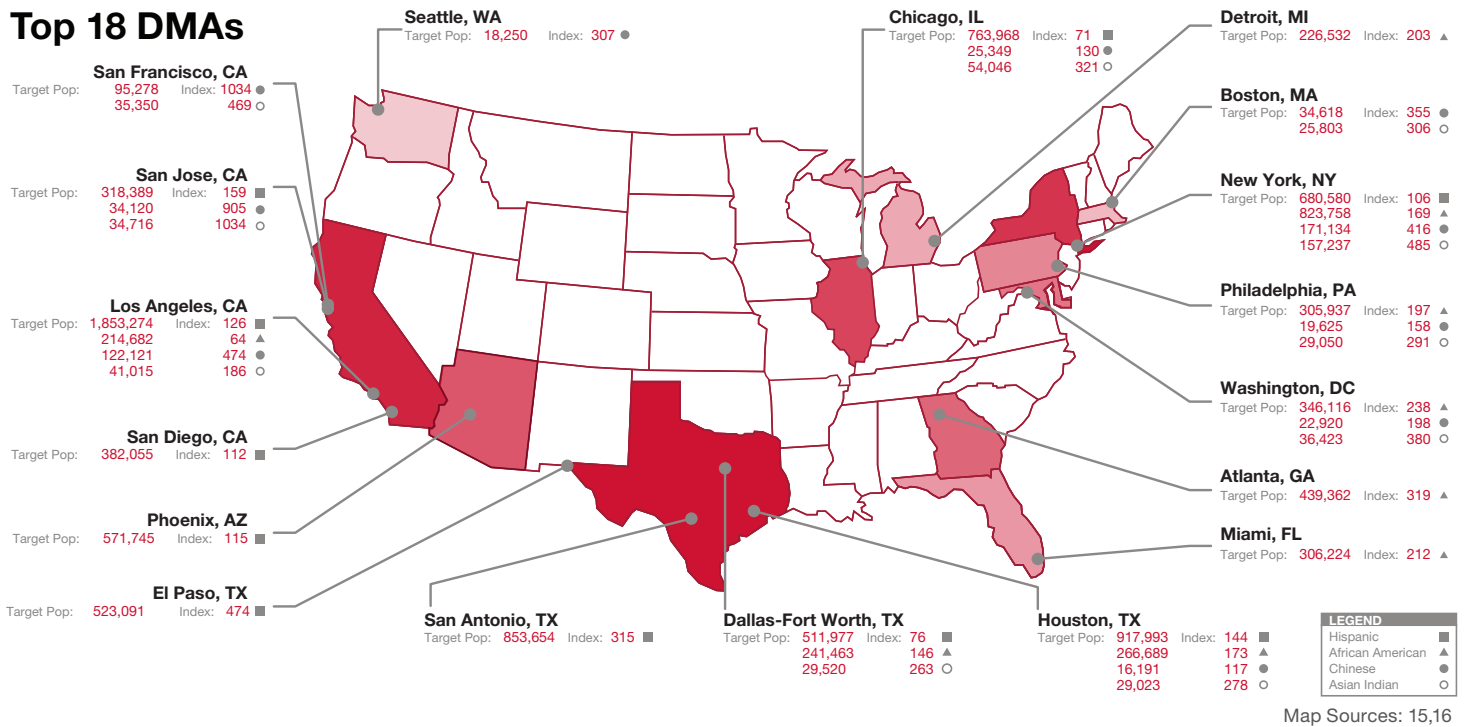 Top 18 DMAs
Seattle, WA
Target Pop: 18,250 Index: 307 ●
San Francisco, CA
Target Pop: 95,278 Index: 1034 ●
35,350 469 ○
San Jose, CA
Target Pop: 318,389 Index: 159 ■
34,120 905 ●
34,716 1034 ○
Los Angeles, CA
Target Pop: 1,853,274 Index: 126 ■
214,682 64 ▲
122,121 474 ●
41,015 186 ○
San Diego, CA
Target Pop: 382,055 Index: 112 ■
Phoenix, AZ
Target Pop: 571,745 Index: 115 ■
El Paso, TX
Target Pop: 523,091 Index: 474 ■
San Antonio, TX
Target Pop: 853,654 Index: 315 ■
Dallas-Fort Worth, TX
Target Pop: 511,977 Index: 76 ■
241,463 146 ▲
29,520 263 ○
Houston, TX
Target Pop: 917,993 Index: 144 ■
266,689 173 ▲
16,191 117 ●
29,023 278 ○
Chicago, IL
Target Pop: 763,968 Index: 71 ■
25,349 130 ●
54,046 321 ○
Detroit, MI
Target Pop: 226,532 Index: 203 ▲
Boston, MA
Target Pop: 34,618 Index: 355 ●
25,803 306 ○
New York, NY
Target Pop: 680,580 Index: 106 ■
823,758 169 ▲
171,134 416 ●
157,237 485 ○
Philadelphia, PA
Target Pop: 305,937 Index: 197 ▲
19,625 158 ●
29,050 291 ○
Washington, DC
Target Pop: 346,116 Index: 238 ▲
22,920 198 ●
36,423 380 ○
Atlanta, GA
Target Pop: 439,362 Index: 319 ▲
Miami, FL
Target Pop: 306,224 Index: 212 ▲
LEGEND
Hispanic ■
African American ▲
Chinese ●
Asian Indian ○
Map Sources: 15,16